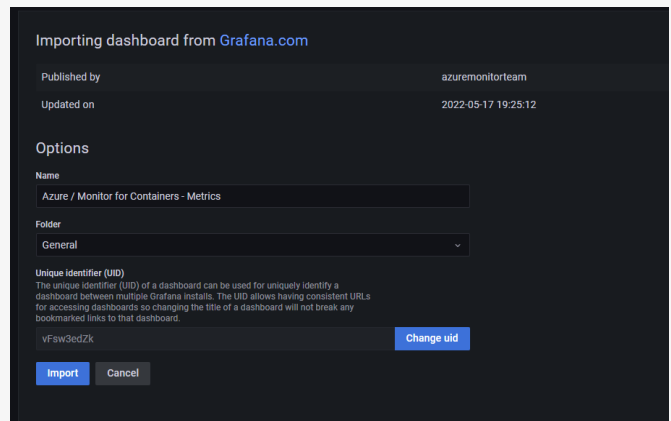 Importing dashboard from Grafana.com
Published by azuremonitorteam
Updated on 2022-05-17 19:25:12
Options
Name
Azure / Monitor for Containers - Metrics
Folder
General
Unique identifier (UID)
The unique identifier (UID) of a dashboard can be used for uniquely identify a
dashboard between multiple Grafana installs. The UID allows having consistent URLs
for accessing dashboards so changing the title of a dashboard will not break any
bookmarked links to that dashboard.
vFsw3edZk Change uid
Import Cancel